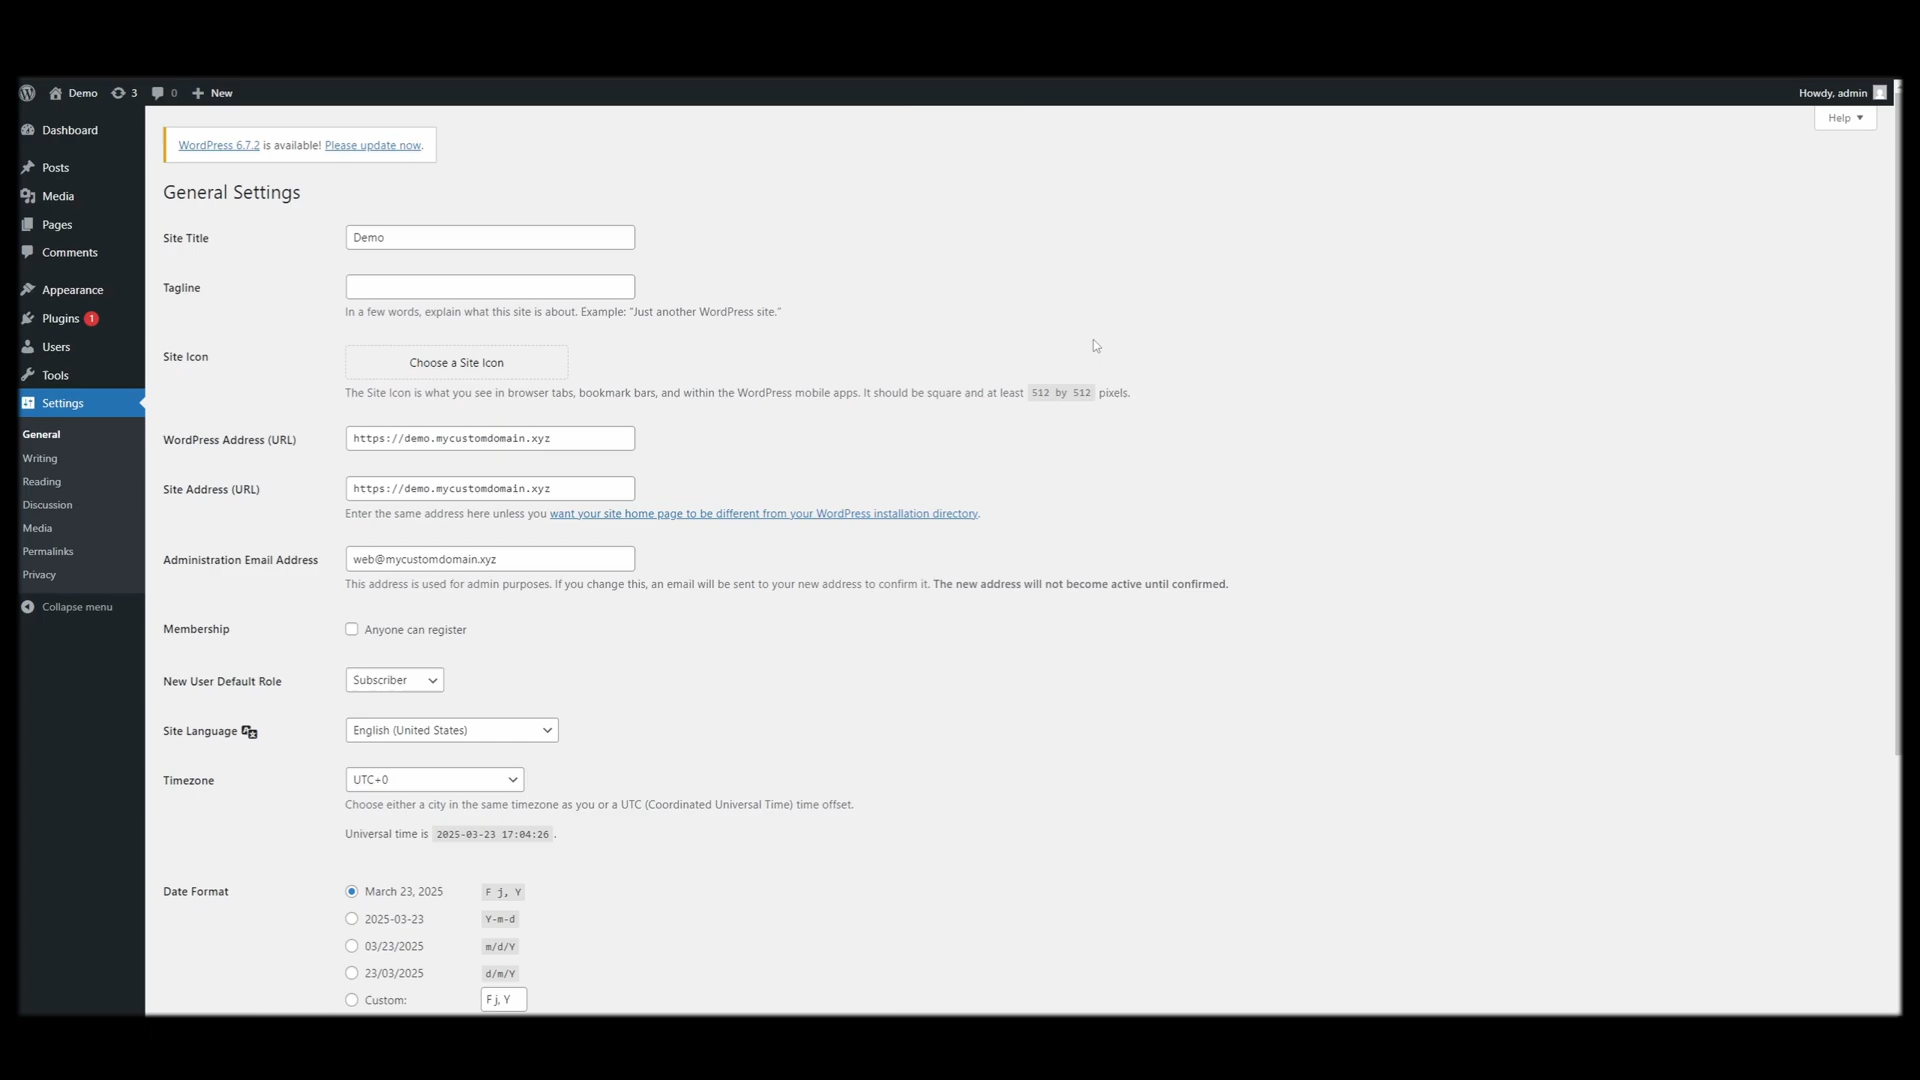 Demo 3 0 New Howdy, admin
Help
Dashboard
Posts
Media
Pages
Comments
Appearance
Plugins 1
Users
Tools
Settings
General
Writing
Reading
Discussion
Media
Permalinks
Privacy
Collapse menu
WordPress 6.7.2 is available! Please update now.
General Settings
Site Title Demo
Tagline
In a few words, explain what this site is about. Example: “Just another WordPress site.”
Site Icon Choose a Site Icon
The Site Icon is what you see in browser tabs, bookmark bars, and within the WordPress mobile apps. It should be square and at least 512 by 512 pixels.
WordPress Address (URL) https://demo.mycustomdomain.xyz
Site Address (URL) https://demo.mycustomdomain.xyz
Enter the same address here unless you want your site home page to be different from your WordPress installation directory.
Administration Email Address web@mycustomdomain.xyz
This address is used for admin purposes. If you change this, an email will be sent to your new address to confirm it. The new address will not become active until confirmed.
Membership Anyone can register
New User Default Role Subscriber
Site Language English (United States)
Timezone UTC+0
Choose either a city in the same timezone as you or a UTC (Coordinated Universal Time) time offset.
Universal time is 2025-03-23 17:04:26 .
Date Format March 23, 2025 F j, Y
2025-03-23 Y-m-d
03/23/2025 m/d/Y
23/03/2025 d/m/Y
Custom: F j, Y